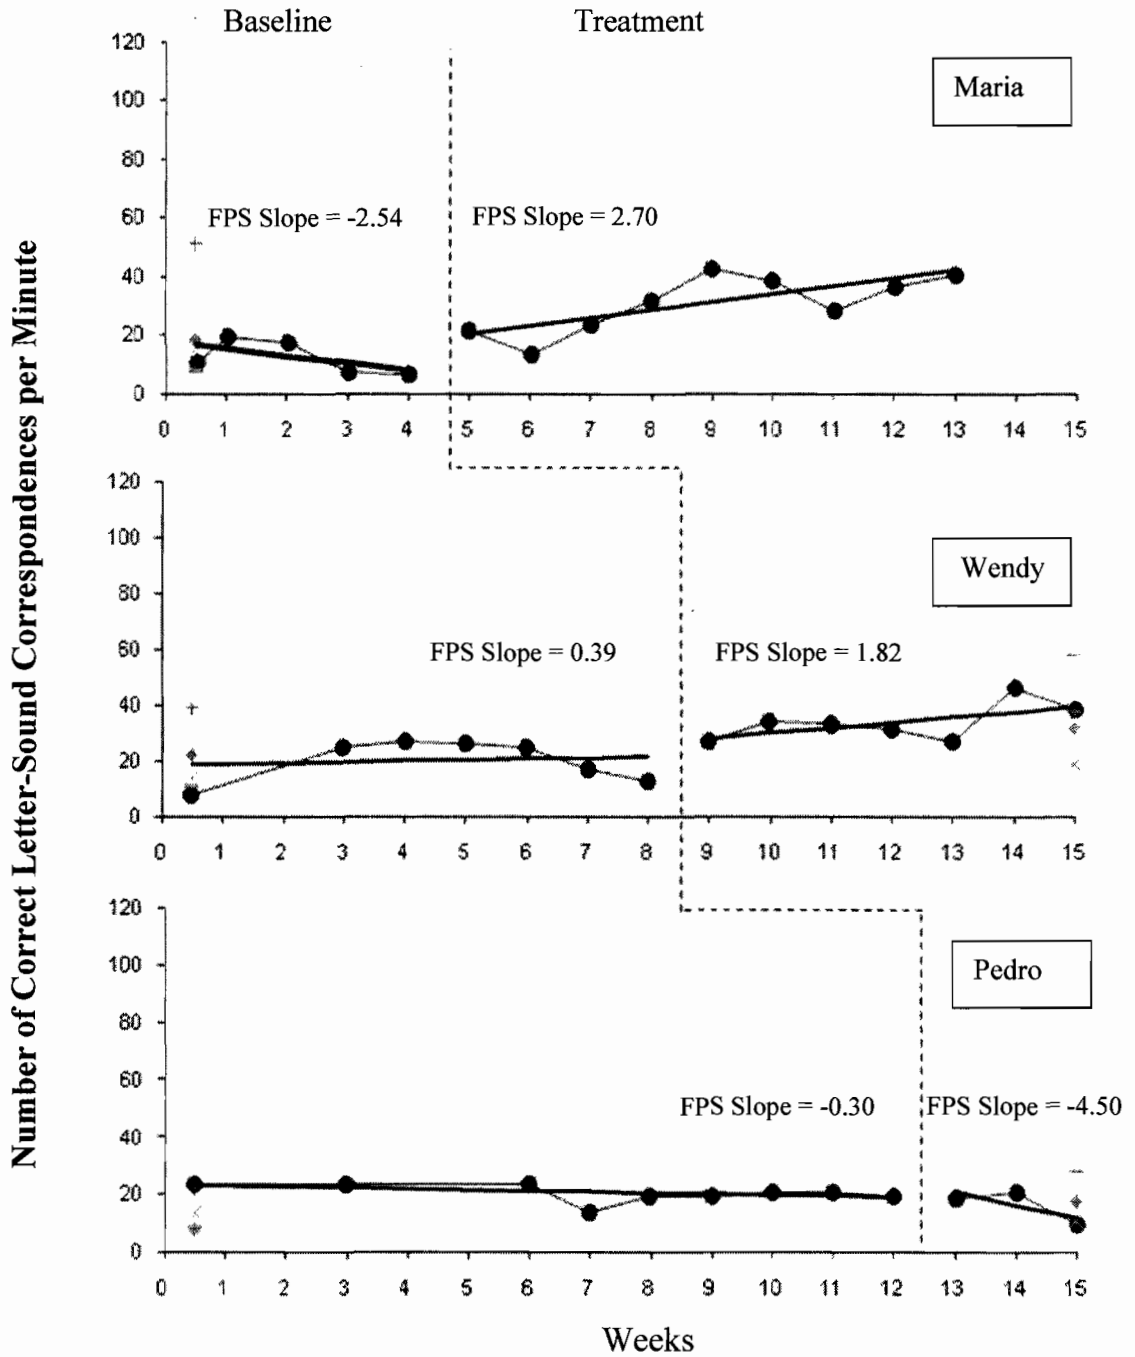 Baseline Treatment
120
100
80
60
40
20
0
Maria
FPS Slope = -2.54 FPS Slope = 2.70
0 1 2 3 4 5 6 7 8 9 10 11 12 13 14 15
120
100
80
60
40
20
0
Wendy
FPS Slope = 0.39 FPS Slope = 1.82
0 1 2 3 4 5 6 7 8 9 10 11 12 13 14 15
120
100
80
60
40
20
0
Pedro
FPS Slope = -0.30 FPS Slope = -4.50
0 1 2 3 4 5 6 7 8 9 10 11 12 13 14 15
Weeks
Number of Correct Letter-Sound Correspondences per Minute